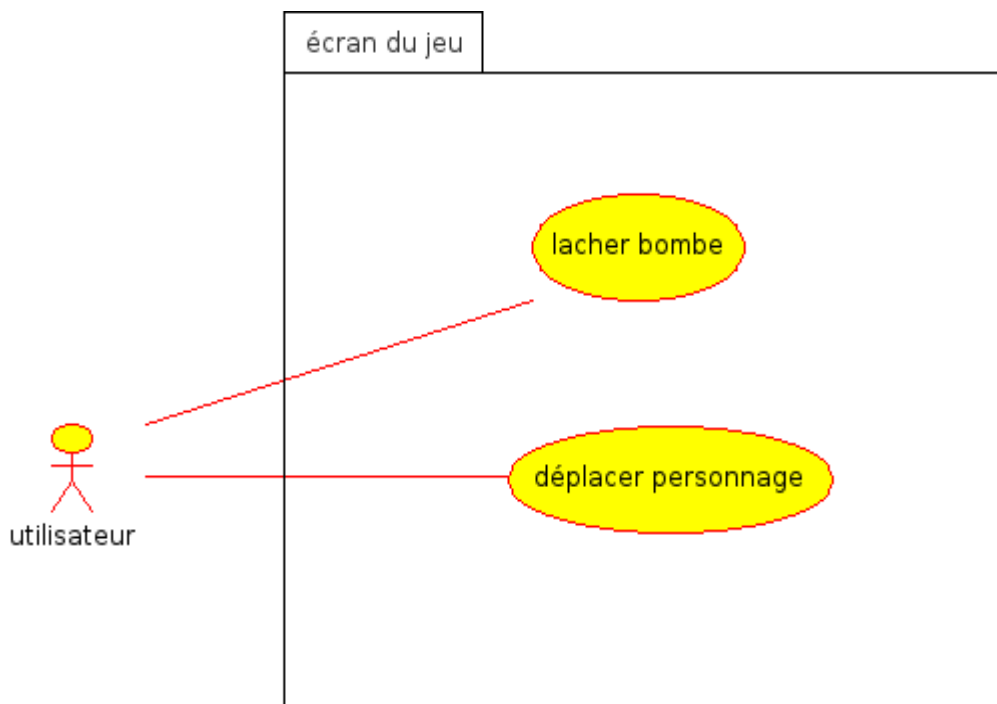 écran du jeu
lacher bombe
déplacer personnage
utilisateur